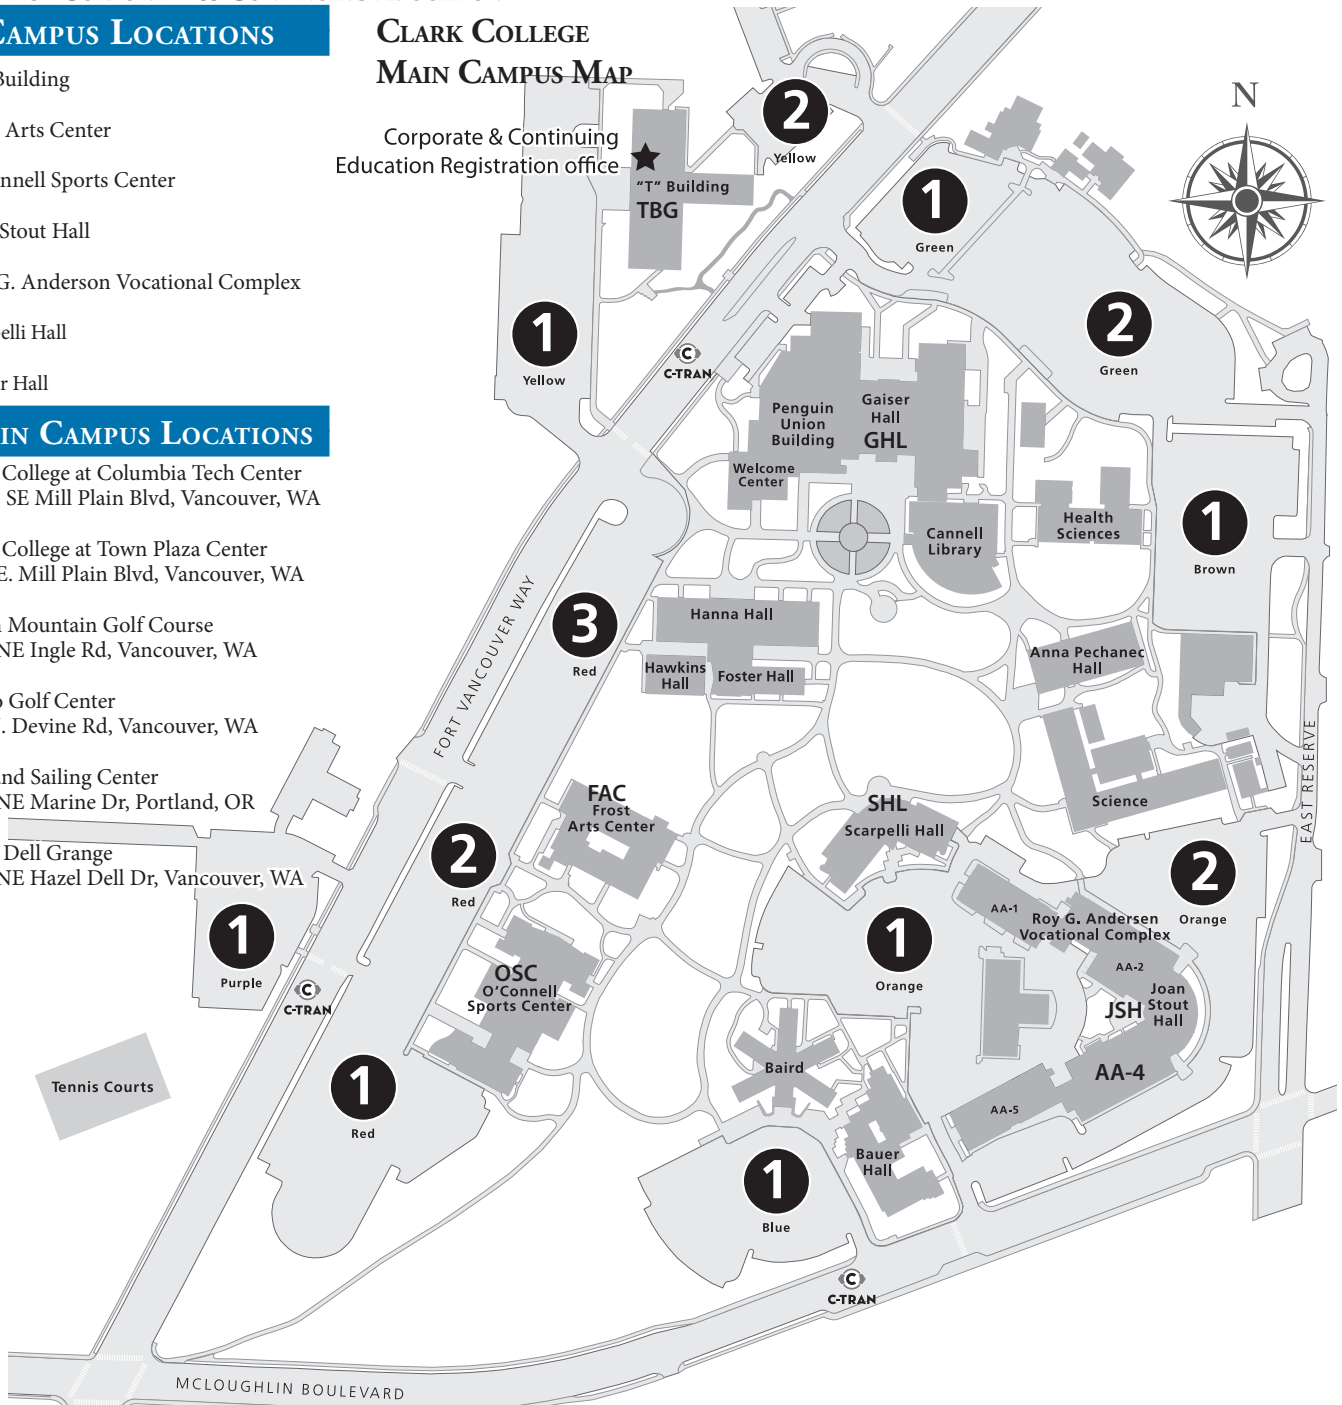 CAMPUS LOCATIONS
Building
Arts Center
Connell Sports Center
Stout Hall
G. Anderson Vocational Complex
elli Hall
r Hall
IN CAMPUS LOCATIONS
College at Columbia Tech Center
SE Mill Plain Blvd, Vancouver, WA
College at Town Plaza Center
E. Mill Plain Blvd, Vancouver, WA
Mountain Golf Course
NE Ingle Rd, Vancouver, WA
Golf Center
. Devine Rd, Vancouver, WA
nd Sailing Center
NE Marine Dr, Portland, OR
Dell Grange
NE Hazel Dell Dr, Vancouver, WA
CLARK COLLEGE
MAIN CAMPUS MAP
Corporate & Continuing
Education Registration office
"T" Building
TBG
2
Yellow
1
Green
N
2
Green
1
Yellow
C
C-TRAN
Penguin
Union
Building
Gaiser
Hall
GHL
Welcome
Center
Cannell
Library
Health
Sciences
1
Brown
FORT VANCOUVER WAY
3
Red
Hanna Hall
Hawkins
Hall
Foster Hall
Anna Pechanec
Hall
Science
EAST RESERVE
FAC
Frost
Arts Center
SHL
Scarpelli Hall
2
Red
2
Orange
1
Purple
C
C-TRAN
OSC
O'Connell
Sports Center
1
Orange
AA-1
Roy G. Andersen
Vocational Complex
AA-2
Joan
Stout
Hall
JSH
AA-4
AA-5
Tennis Courts
1
Red
Baird
Bauer
Hall
1
Blue
C
C-TRAN
MCLOUGHLIN BOULEVARD